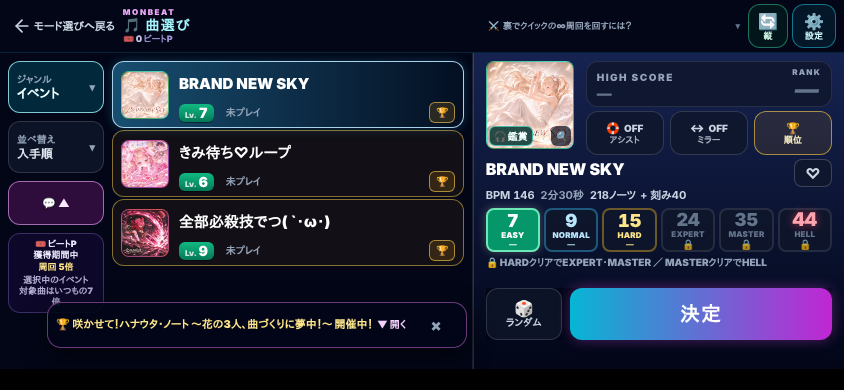 ← モード選びへ戻る
MONBEAT
🎵 曲選び
🎟️ 0 ビートP
⚔️ 裏でクイックの∞周回を回すには？ ▼
🔄 縦
⚙️ 設定
ジャンル
イベント ▼
並べ替え
入手順 ▼
💬 ▲
🎟️ ビートP
獲得期間中
周回 5倍
選択中のイベント
対象曲はいつもの7
倍
BRAND NEW SKY
Lv. 7 未プレイ 🏆
きみ待ち♡ループ
Lv. 6 未プレイ 🏆
全部必殺技でつ(｀･ω･)
Lv. 9 未プレイ 🏆
🏆 咲かせて！ハナウタ・ノート 〜花の3人、曲づくりに夢中！〜 開催中！ ▼ 開く ×
🎧 鑑賞 🔍
HIGH SCORE
—
RANK
—
🛟 OFF
アシスト
↔ OFF
ミラー
🏆
順位
BRAND NEW SKY
♡
BPM 146 2分30秒 218ノーツ + 刻み40
7
EASY
—
9
NORMAL
—
15
HARD
—
24
EXPERT
🔒
35
MASTER
🔒
44
HELL
🔒
🔒 HARDクリアでEXPERT・MASTER ／ MASTERクリアでHELL
🎲
ランダム
決定